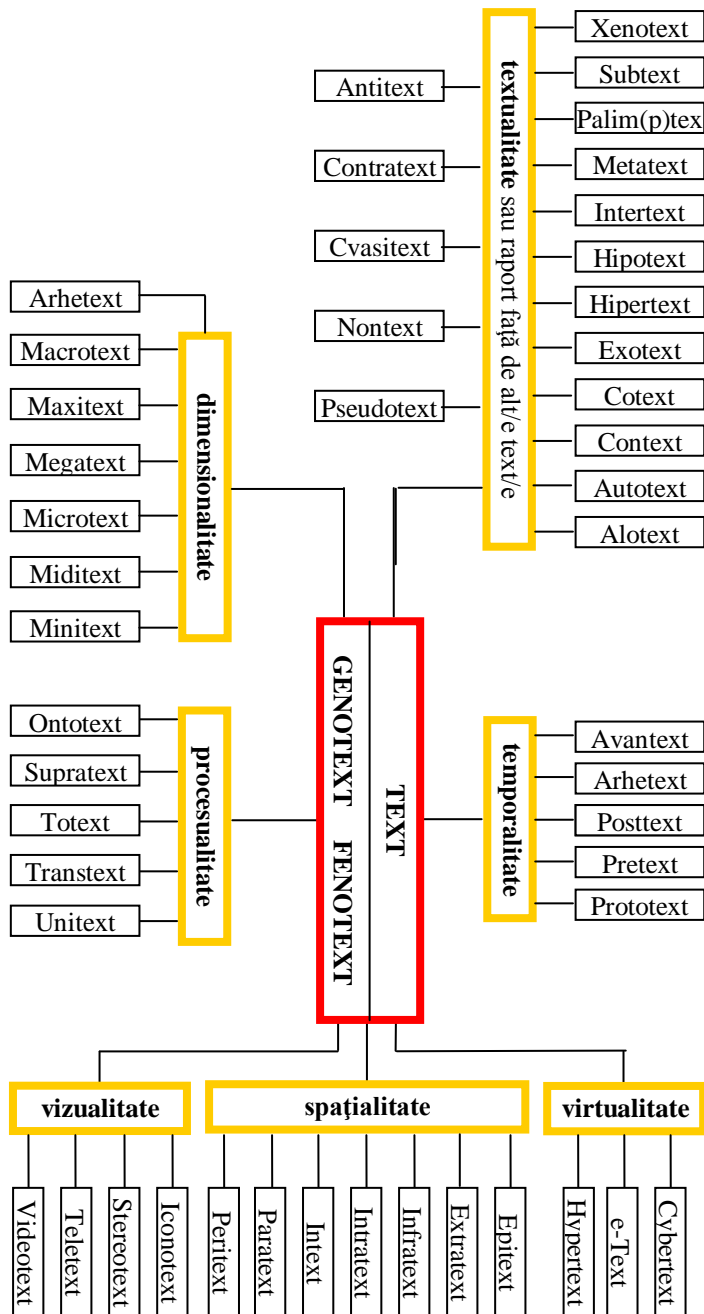 Xenotext
Subtext
Palim(p)tex
Metatext
Intertext
Hipotext
Hipertext
Exotext
Cotext
Context
Autotext
Alotext
textualitate sau raport faţă de alt/e text/e
Antitext
Contratext
Cvasitext
Nontext
Pseudotext
Arhetext
Macrotext
Maxitext
Megatext
Microtext
Miditext
Minitext
dimensionalitate
TEXT
GENOTEXT FENOTEXT
Ontotext
Supratext
Totext
Transtext
Unitext
procesualitate
temporalitate
Avantext
Arhetext
Posttext
Pretext
Prototext
vizualitate
Videotext
Teletext
Stereotext
Iconotext
spaţialitate
Peritext
Paratext
Intext
Intratext
Infratext
Extratext
Epitext
virtualitate
Hypertext
e-Text
Cybertext